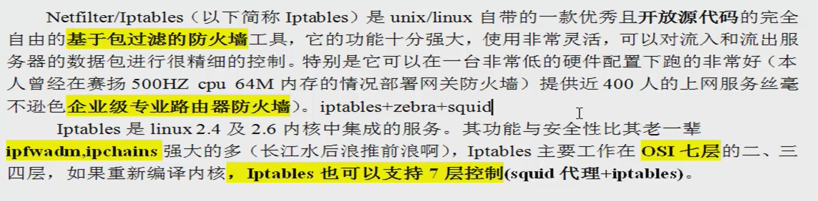 Netfilter/Iptables（以下简称 Iptables）是 unix/linux 自带的一款优秀且开放源代码的完全
自由的基于包过滤的防火墙工具，它的功能十分强大，使用非常灵活，可以对流入和流出服
务器的数据包进行很精细的控制。特别是它可以在一台非常低的硬件配置下跑的非常好（本
人曾经在赛扬 500HZ cpu 64M 内存的情况部署网关防火墙）提供近 400 人的上网服务丝毫
不逊色企业级专业路由器防火墙）。iptables+zebra+squid
Iptables 是 linux 2.4 及 2.6 内核中集成的服务。其功能与安全性比其老一辈
ipfwadm,ipchains 强大的多（长江水后浪推前浪啊），Iptables 主要工作在 OSI 七层的二、三
四层，如果重新编译内核，Iptables 也可以支持 7 层控制(squid 代理+iptables)。